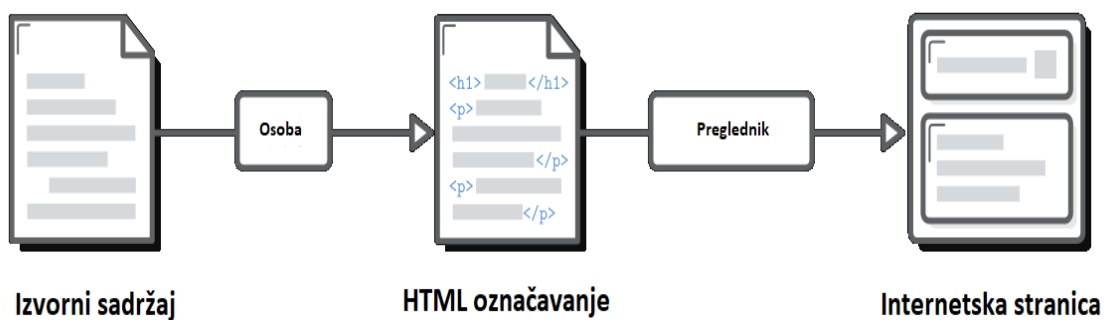 <h1> </h1>
<p>
</p>
<p>
</p>
Osoba
Preglednik
Izvorni sadržaj
HTML označavanje
Internetska stranica